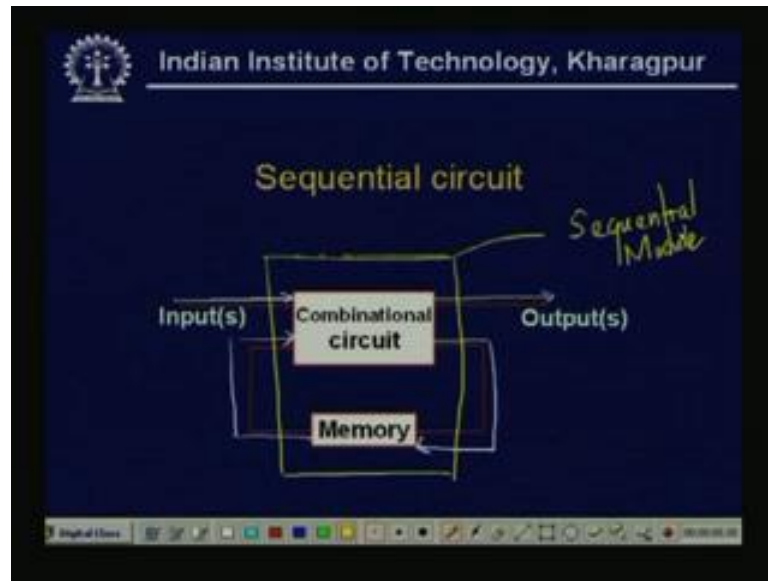 Indian Institute of Technology, Kharagpur
Sequential circuit
Sequential
Module
Input(s)
Combinational
circuit
Output(s)
Memory